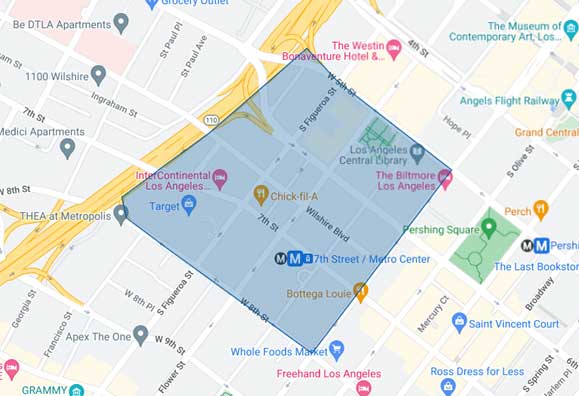 Grocery Outlet
Be DTLA Apartments
St Paul Pl
St Paul Ave
The Westin
Bonaventure Hotel &...
4th St
The Museum of
Contemporary Art, Los...
1100 Wilshire
Ingraham St
W 5th St
S Figueroa St
Angels Flight Railway
7th St
110
Hope Pl
Grand Central
Medici Apartments
Los Angeles
Central Library
S Olive St
InterContinental
Los Angeles...
The Biltmore
Los Angeles
W 8th St
Chick-fil-A
Target
THEA at Metropolis
7th St
Wilshire Blvd
Perch
Pershing Square
M
M
Pershi
M
M
B
7th Street / Metro Center
The Last Bookstor
S Figueroa St
W 8th Pl
Bottega Louie
Broadway
Georgia St
Francisco St
W 8th St
Mercury Ct
Saint Vincent Court
Apex The One
W 9th St
Whole Foods Market
Flower St
Freehand Los Angeles
Ross Dress for Less
S Spring St
Harlem Pl
GRAMMY